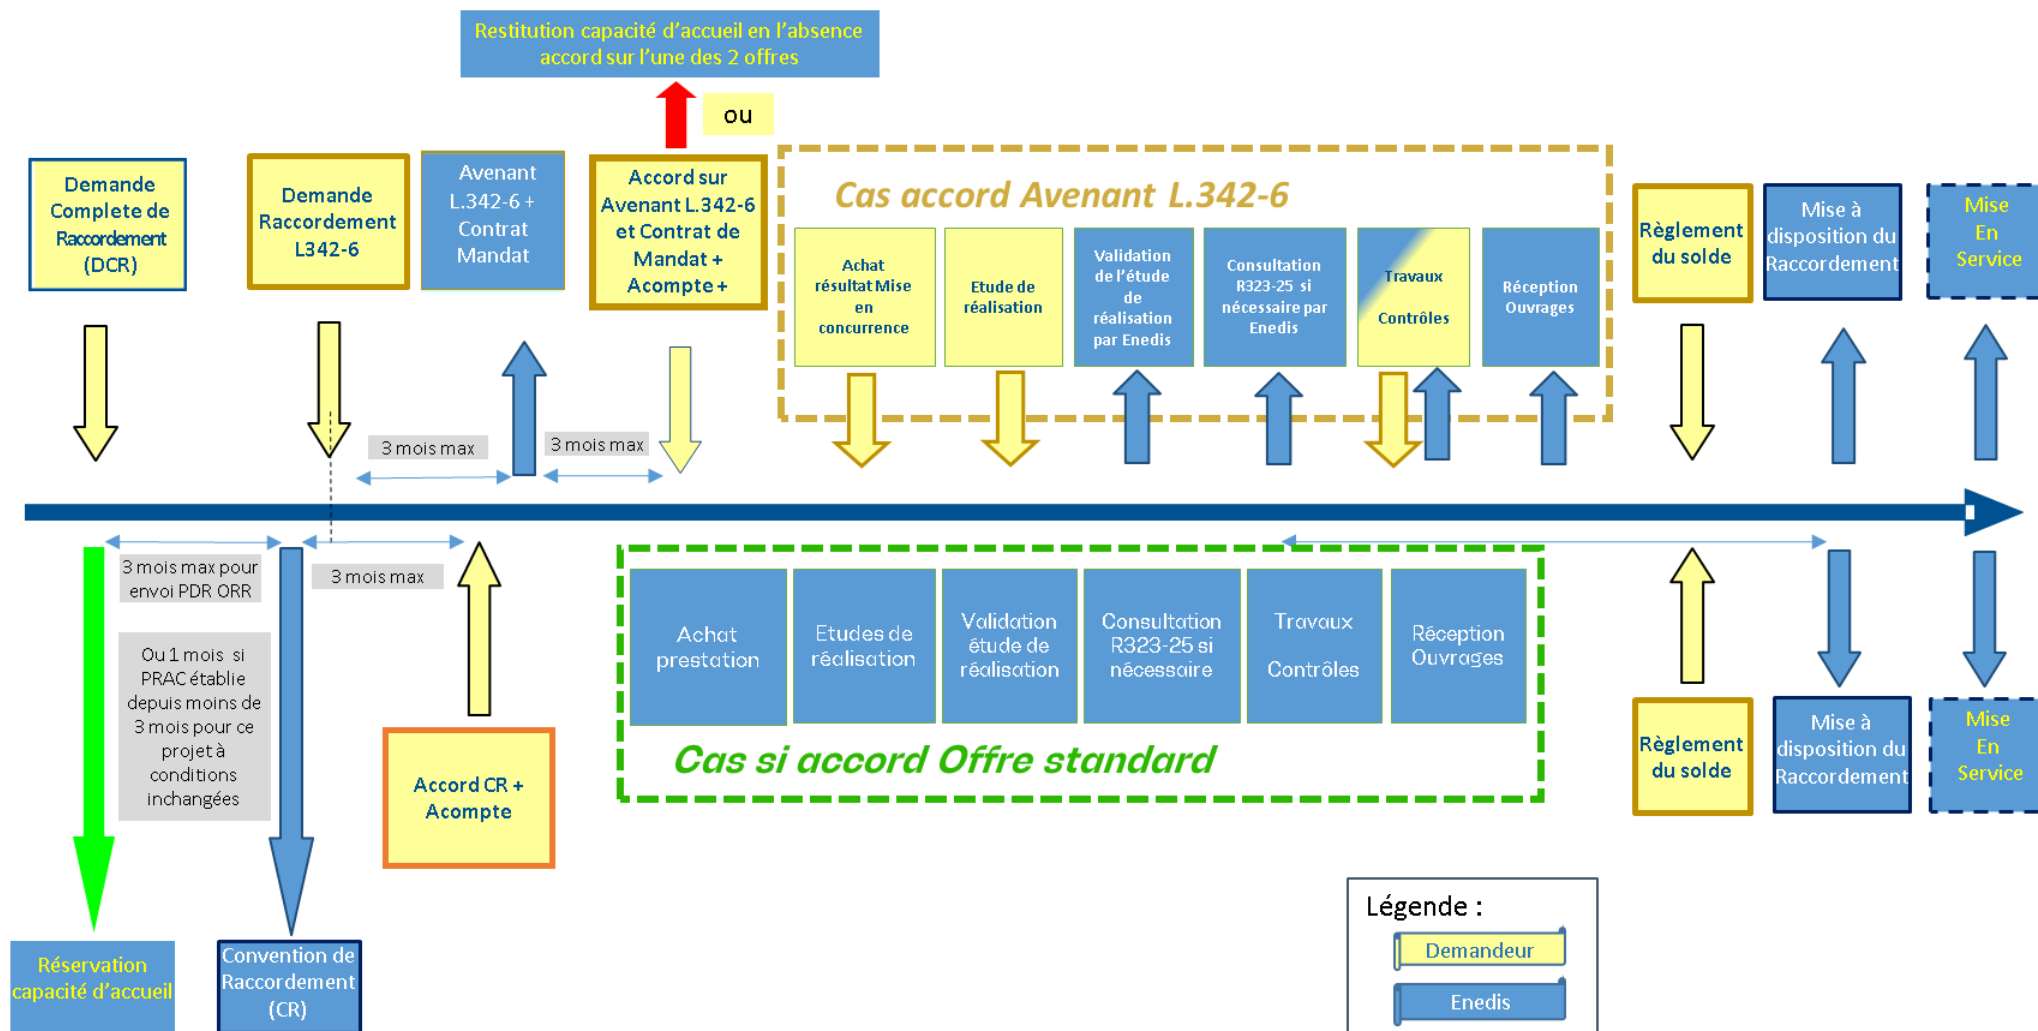 Restitution capacité d'accueil en l'absence
accord sur l'une des 2 offres
ou
Demande
Complete de
Raccordement
(DCR)
Demande
Raccordement
L342-6
Avenant
L.342-6 +
Contrat
Mandat
Accord sur
Avenant L.342-6
et Contrat de
Mandat +
Acompte +
Cas accord Avenant L.342-6
Achat
résultat Mise
en
concurrence
Etude de
réalisation
Validation
de l'étude
de
réalisation
par Enedis
Consultation
R323-25 si
nécessaire par
Enedis
Travaux
Contrôles
Réception
Ouvrages
Règlement
du solde
Mise à
disposition du
Raccordement
Mise
En
Service
3 mois max
3 mois max
3 mois max pour
envoi PDR ORR
3 mois max
Ou 1 mois si
PRAC établie
depuis moins de
3 mois pour ce
projet à
conditions
inchangées
Accord CR +
Acompte
Achat
prestation
Etudes de
réalisation
Validation
étude de
réalisation
Consultation
R323-25 si
nécessaire
Travaux
Contrôles
Réception
Ouvrages
Cas si accord Offre standard
Règlement
du solde
Mise à
disposition du
Raccordement
Mise
En
Service
Réservation
capacité d'accueil
Convention de
Raccordement
(CR)
Légende :
Demandeur
Enedis